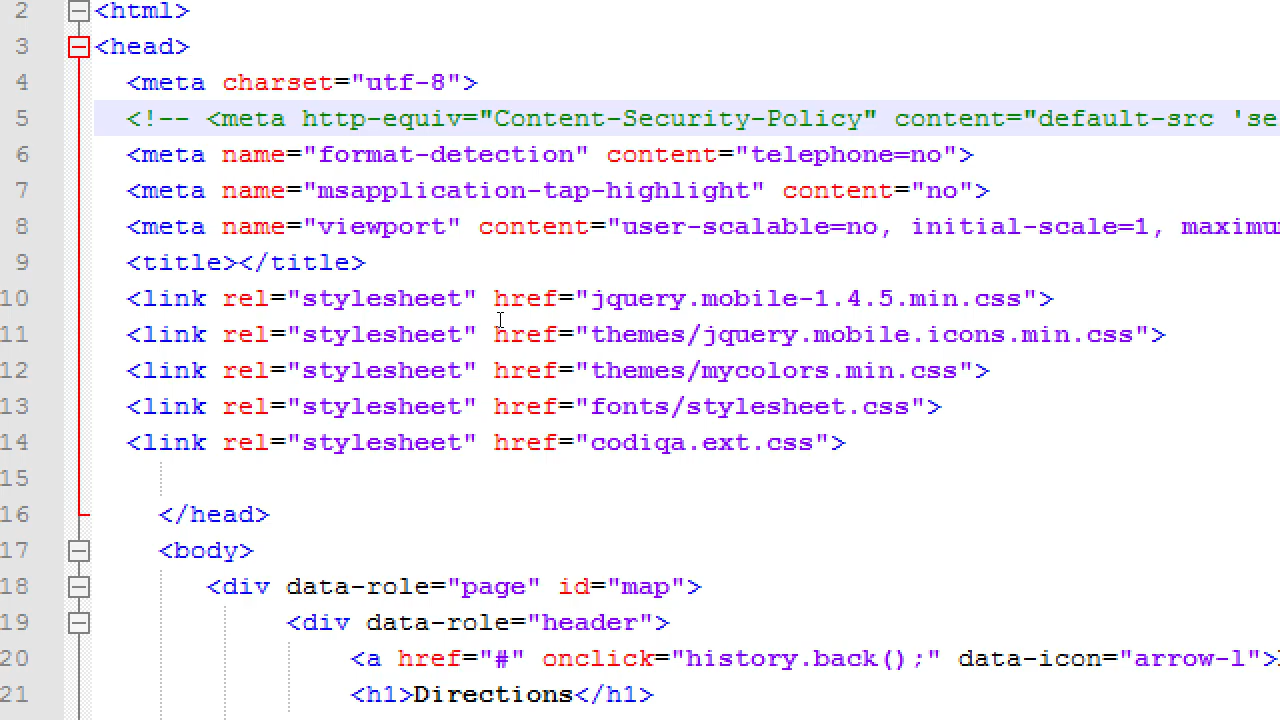 2 <html>
3 <head>
4 <meta charset="utf-8">
5 <!-- <meta http-equiv="Content-Security-Policy" content="default-src 'se
6 <meta name="format-detection" content="telephone=no">
7 <meta name="msapplication-tap-highlight" content="no">
8 <meta name="viewport" content="user-scalable=no, initial-scale=1, maximu
9 <title></title>
10 <link rel="stylesheet" href="jquery.mobile-1.4.5.min.css">
11 <link rel="stylesheet" href="themes/jquery.mobile.icons.min.css">
12 <link rel="stylesheet" href="themes/mycolors.min.css">
13 <link rel="stylesheet" href="fonts/stylesheet.css">
14 <link rel="stylesheet" href="codiqa.ext.css">
15
16 </head>
17 <body>
18 <div data-role="page" id="map">
19 <div data-role="header">
20 <a href="#" onclick="history.back();" data-icon="arrow-l">
21 <h1>Directions</h1>